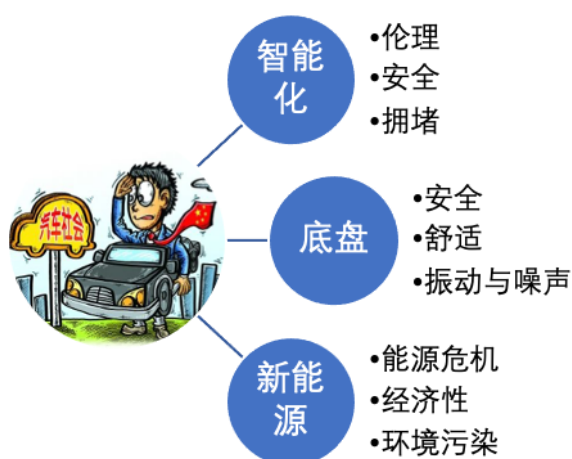 汽车社会
智能
化
•伦理
•安全
•拥堵
底盘
•安全
•舒适
•振动与噪声
新能
源
•能源危机
•经济性
•环境污染